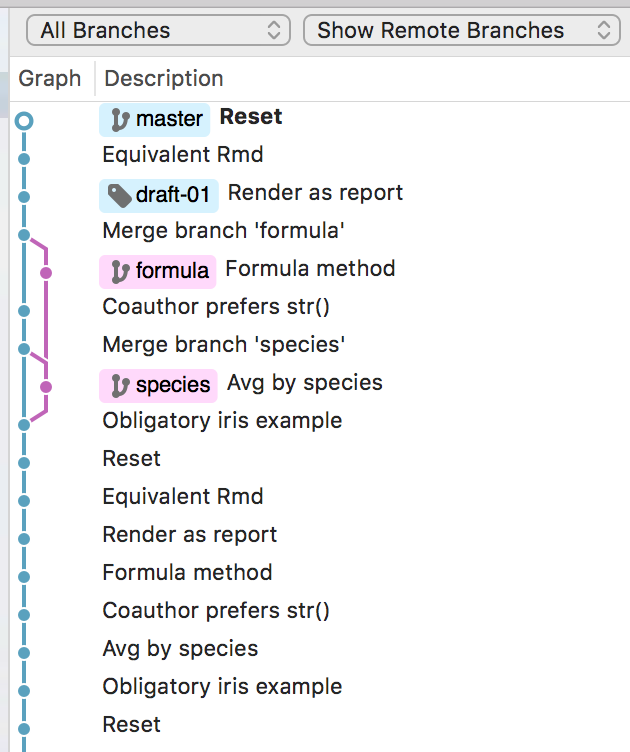 All Branches Show Remote Branches
Graph Description
master Reset
Equivalent Rmd
draft-01 Render as report
Merge branch 'formula'
formula Formula method
Coauthor prefers str()
Merge branch 'species'
species Avg by species
Obligatory iris example
Reset
Equivalent Rmd
Render as report
Formula method
Coauthor prefers str()
Avg by species
Obligatory iris example
Reset